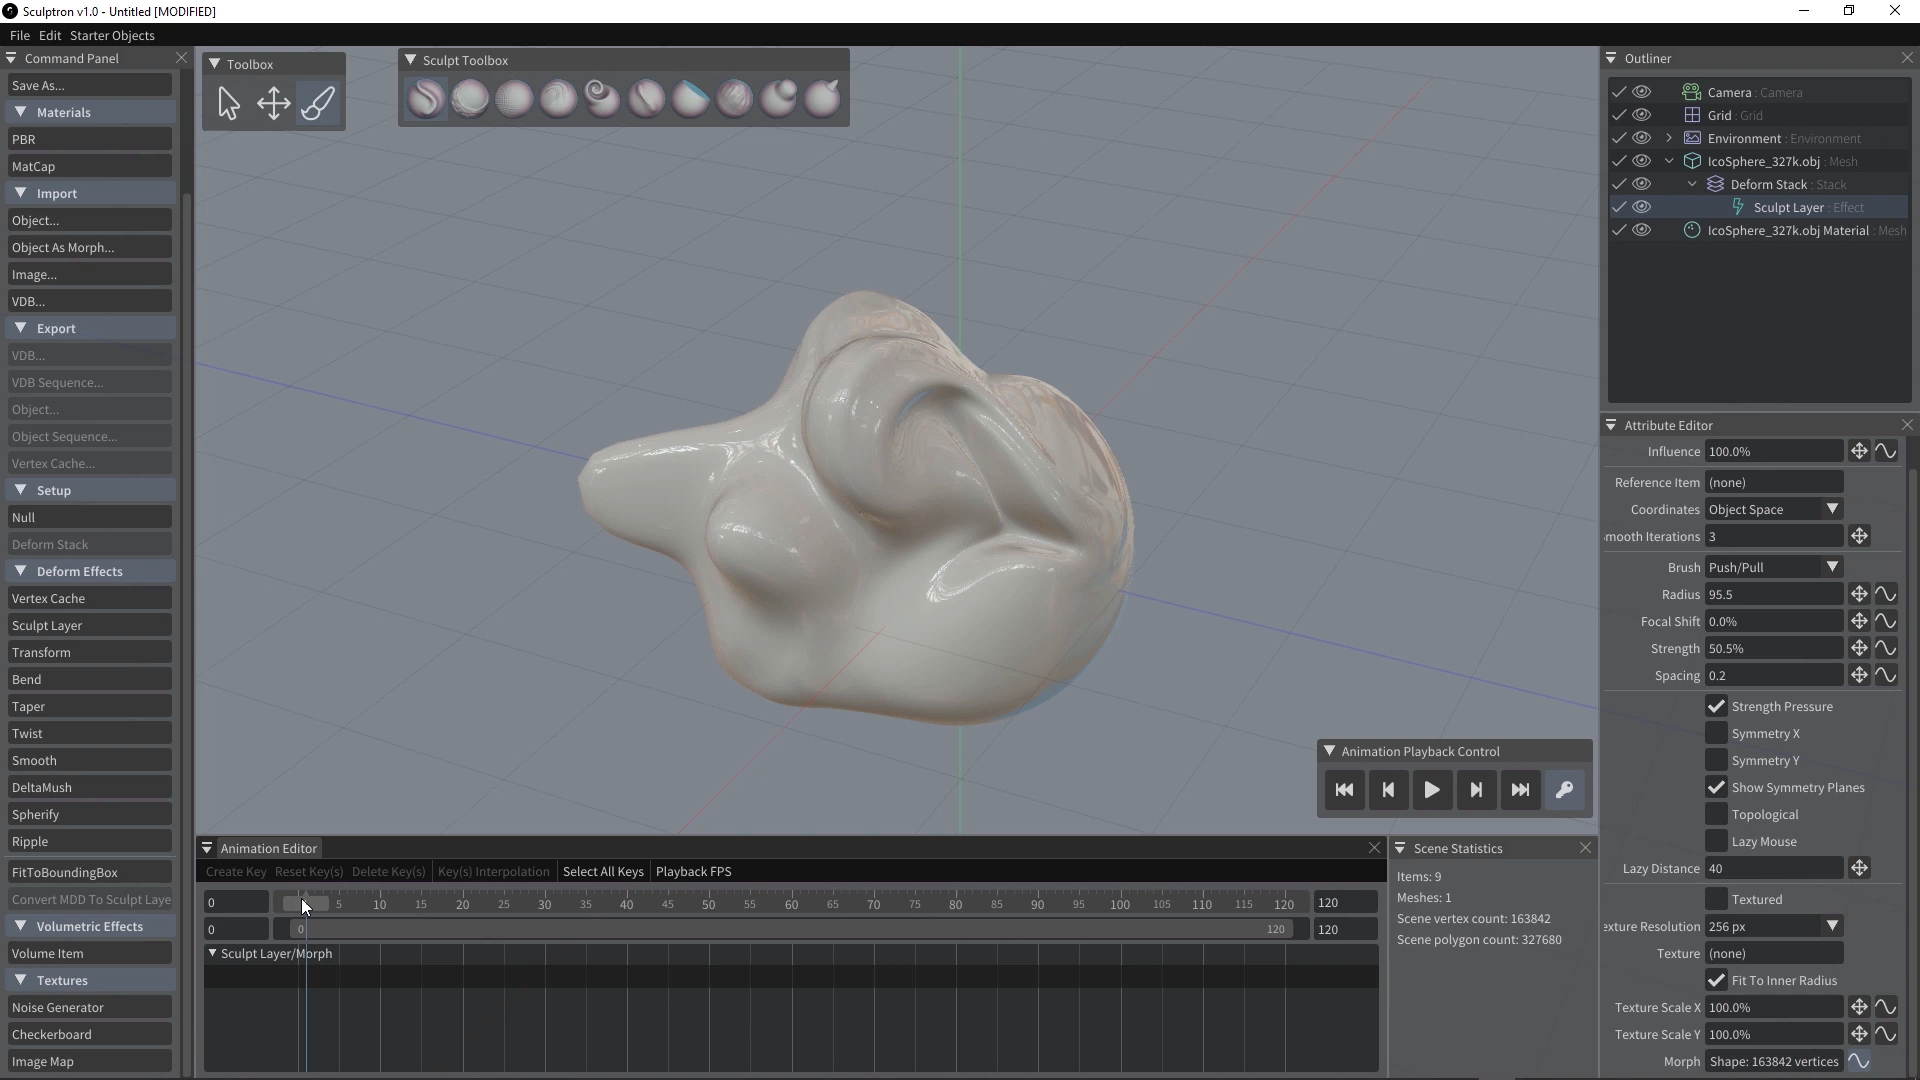 Sculptron v1.0 - Untitled [MODIFIED]
File Edit Starter Objects
Command Panel
Save As...
Materials
PBR
MatCap
Import
Object...
Object As Morph...
Image...
VDB...
Export
VDB...
VDB Sequence...
Object...
Object Sequence...
Vertex Cache...
Setup
Null
Deform Stack
Deform Effects
Vertex Cache
Sculpt Layer
Transform
Bend
Taper
Twist
Smooth
DeltaMush
Spherify
Ripple
FitToBoundingBox
Convert MDD To Sculpt Laye
Volumetric Effects
Volume Item
Textures
Noise Generator
Checkerboard
Image Map
Toolbox
Sculpt Toolbox
Animation Playback Control
Animation Editor
Create Key Reset Key(s) Delete Key(s) Key(s) Interpolation Select All Keys Playback FPS
0 5 10 15 20 25 30 35 40 45 50 55 60 65 70 75 80 85 90 95 100 105 110 115 120 120
0 0 120 120
Sculpt Layer/Morph
Scene Statistics
Items: 9
Meshes: 1
Scene vertex count: 163842
Scene polygon count: 327680
Outliner
Camera : Camera
Grid : Grid
Environment : Environment
IcoSphere_327k.obj : Mesh
Deform Stack : Stack
Sculpt Layer : Effect
IcoSphere_327k.obj Material : Mesh
Attribute Editor
Influence 100.0%
Reference Item (none)
Coordinates Object Space
mooth Iterations 3
Brush Push/Pull
Radius 95.5
Focal Shift 0.0%
Strength 50.5%
Spacing 0.2
Strength Pressure
Symmetry X
Symmetry Y
Show Symmetry Planes
Topological
Lazy Mouse
Lazy Distance 40
Textured
exture Resolution 256 px
Texture (none)
Fit To Inner Radius
Texture Scale X 100.0%
Texture Scale Y 100.0%
Morph Shape: 163842 vertices